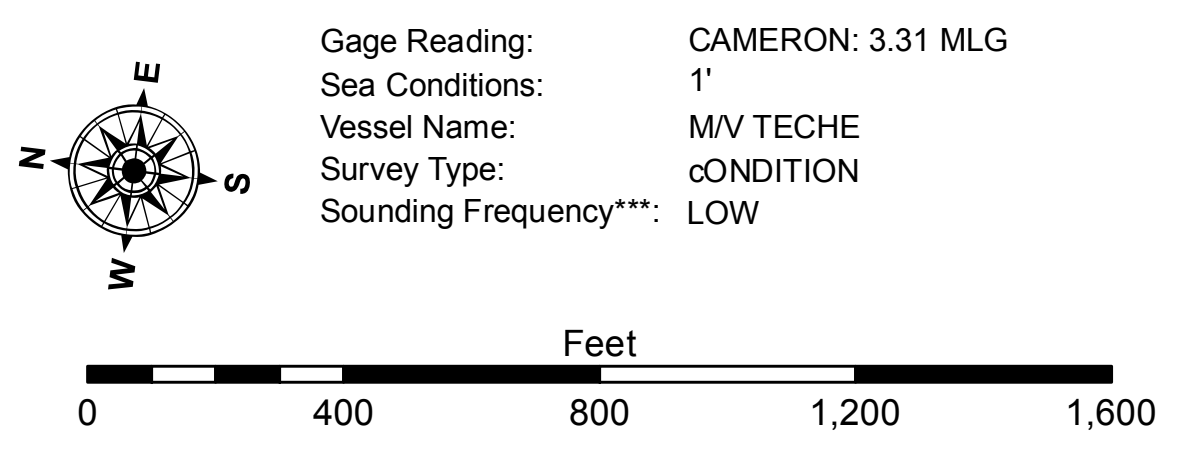 E
N
S
W
Gage Reading: CAMERON: 3.31 MLG
Sea Conditions: 1'
Vessel Name: M/V TECHE
Survey Type: cONDITION
Sounding Frequency***: LOW
Feet
0 400 800 1,200 1,600